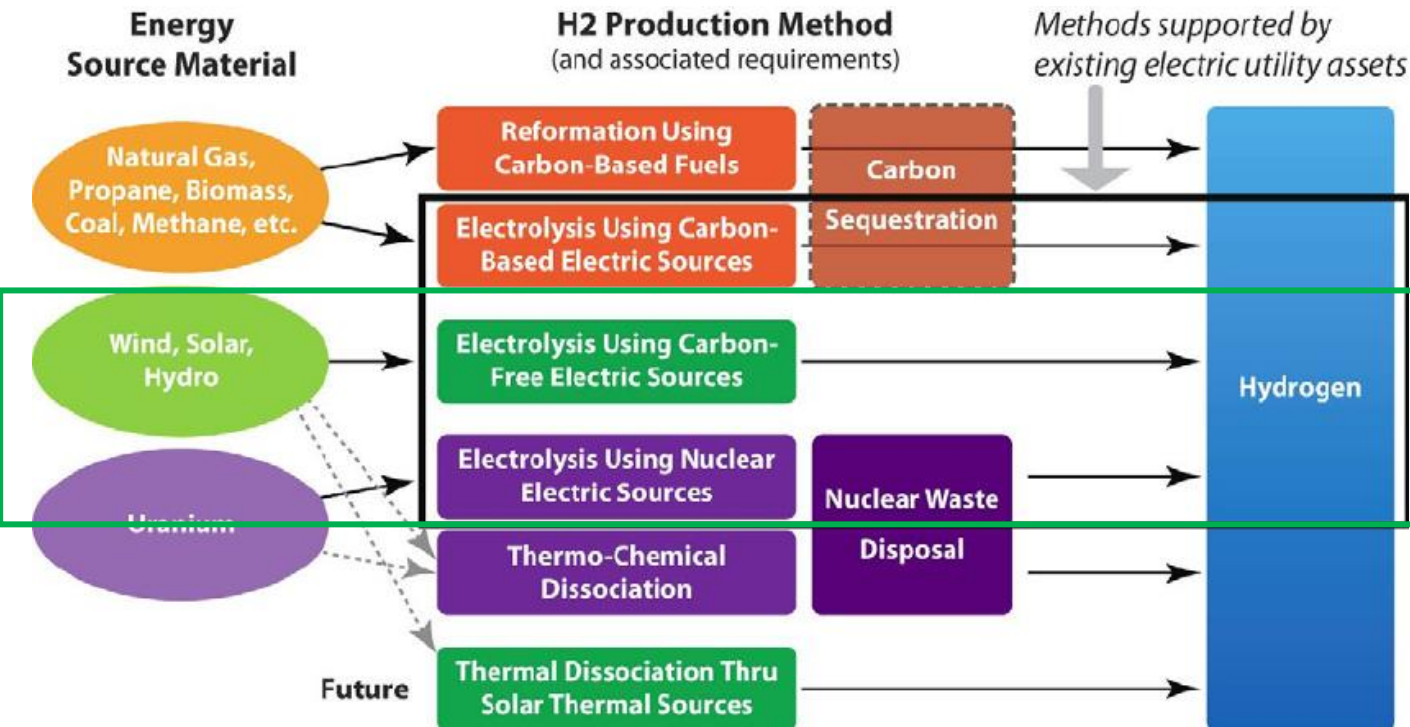 Energy
Source Material
H2 Production Method
(and associated requirements)
Methods supported by
existing electric utility assets
Natural Gas,
Propane, Biomass,
Coal, Methane, etc.
Reformation Using
Carbon-Based Fuels
Carbon
Sequestration
Electrolysis Using Carbon-
Based Electric Sources
Wind, Solar,
Hydro
Electrolysis Using Carbon-
Free Electric Sources
Hydrogen
Uranium
Electrolysis Using Nuclear
Electric Sources
Nuclear Waste
Disposal
Thermo-Chemical
Dissociation
Future
Thermal Dissociation Thru
Solar Thermal Sources